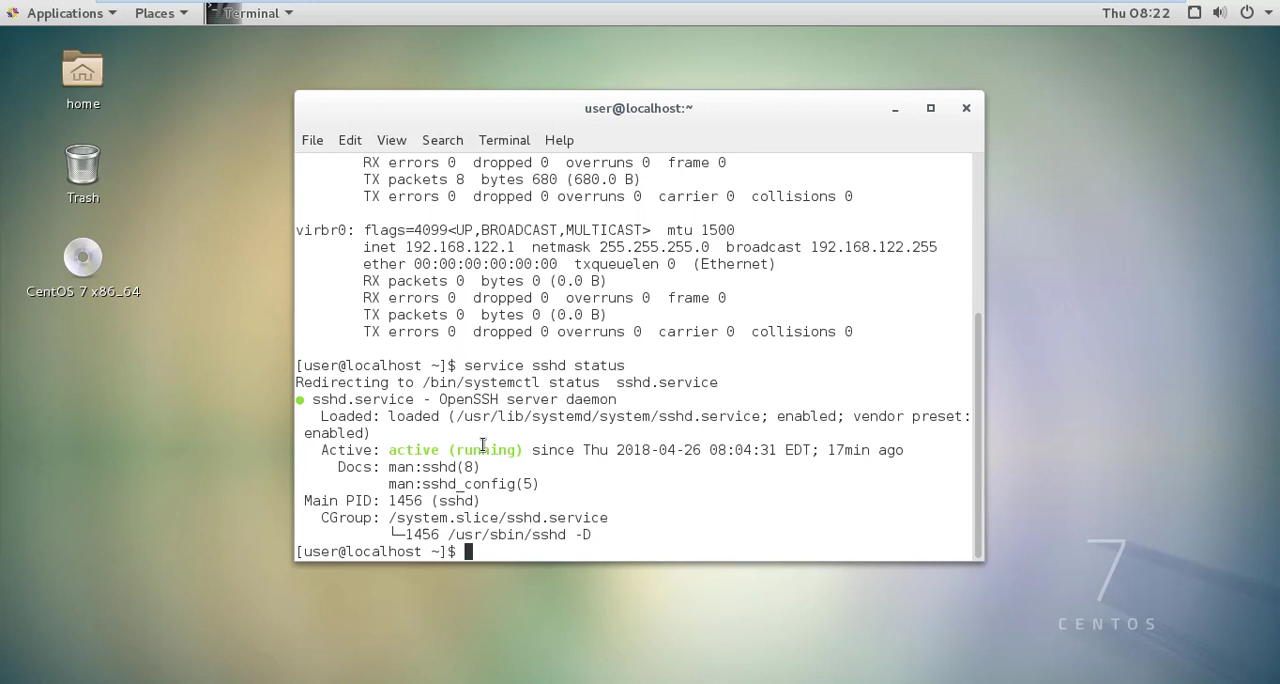 Applications Places Terminal Thu 08:22
home
Trash
CentOS 7 x86_64
user@localhost:~
File Edit View Search Terminal Help
RX errors 0 dropped 0 overruns 0 frame 0
TX packets 8 bytes 680 (680.0 B)
TX errors 0 dropped 0 overruns 0 carrier 0 collisions 0
virbr0: flags=4099<UP,BROADCAST,MULTICAST> mtu 1500
inet 192.168.122.1 netmask 255.255.255.0 broadcast 192.168.122.255
ether 00:00:00:00:00:00 txqueuelen 0 (Ethernet)
RX packets 0 bytes 0 (0.0 B)
RX errors 0 dropped 0 overruns 0 frame 0
TX packets 0 bytes 0 (0.0 B)
TX errors 0 dropped 0 overruns 0 carrier 0 collisions 0
[user@localhost ~]$ service sshd status
Redirecting to /bin/systemctl status sshd.service
● sshd.service - OpenSSH server daemon
Loaded: loaded (/usr/lib/systemd/system/sshd.service; enabled; vendor preset:
enabled)
Active: active (running) since Thu 2018-04-26 08:04:31 EDT; 17min ago
Docs: man:sshd(8)
man:sshd_config(5)
Main PID: 1456 (sshd)
CGroup: /system.slice/sshd.service
└─1456 /usr/sbin/sshd -D
[user@localhost ~]$
7
CENTOS